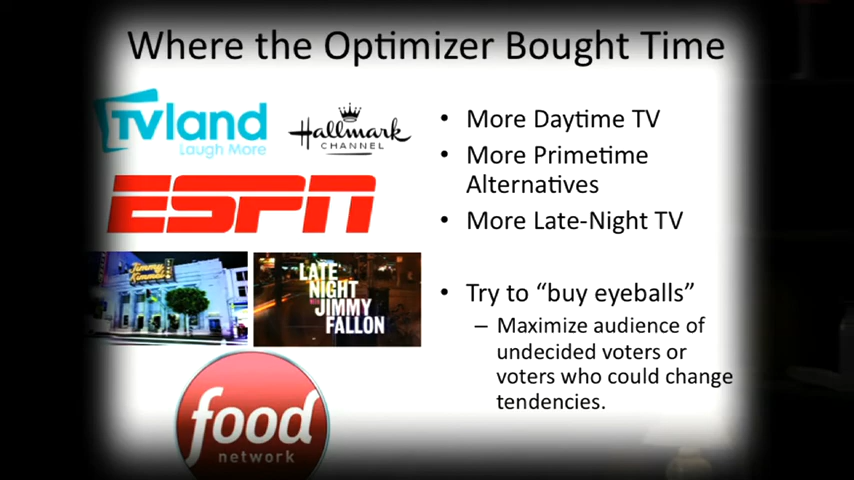 Where the Optimizer Bought Time
TVland
Laugh More
Hallmark
CHANNEL
ESPN
Jimmy
Kimmel
LATE
NIGHT
WITH
JIMMY
FALLON
food
network
• More Daytime TV
• More Primetime
Alternatives
• More Late-Night TV
• Try to “buy eyeballs”
– Maximize audience of
undecided voters or
voters who could change
tendencies.